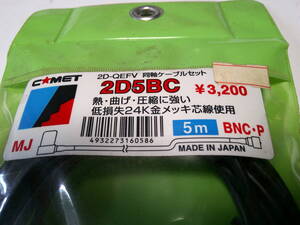 COMET
2D-QEFV 同軸ケーブルセット
2D5BC
¥3,200
熱・曲げ・圧縮に強い
低損失24K金メッキ芯線使用
5m
BNC・P
MJ
MADE IN JAPAN
4932273160586